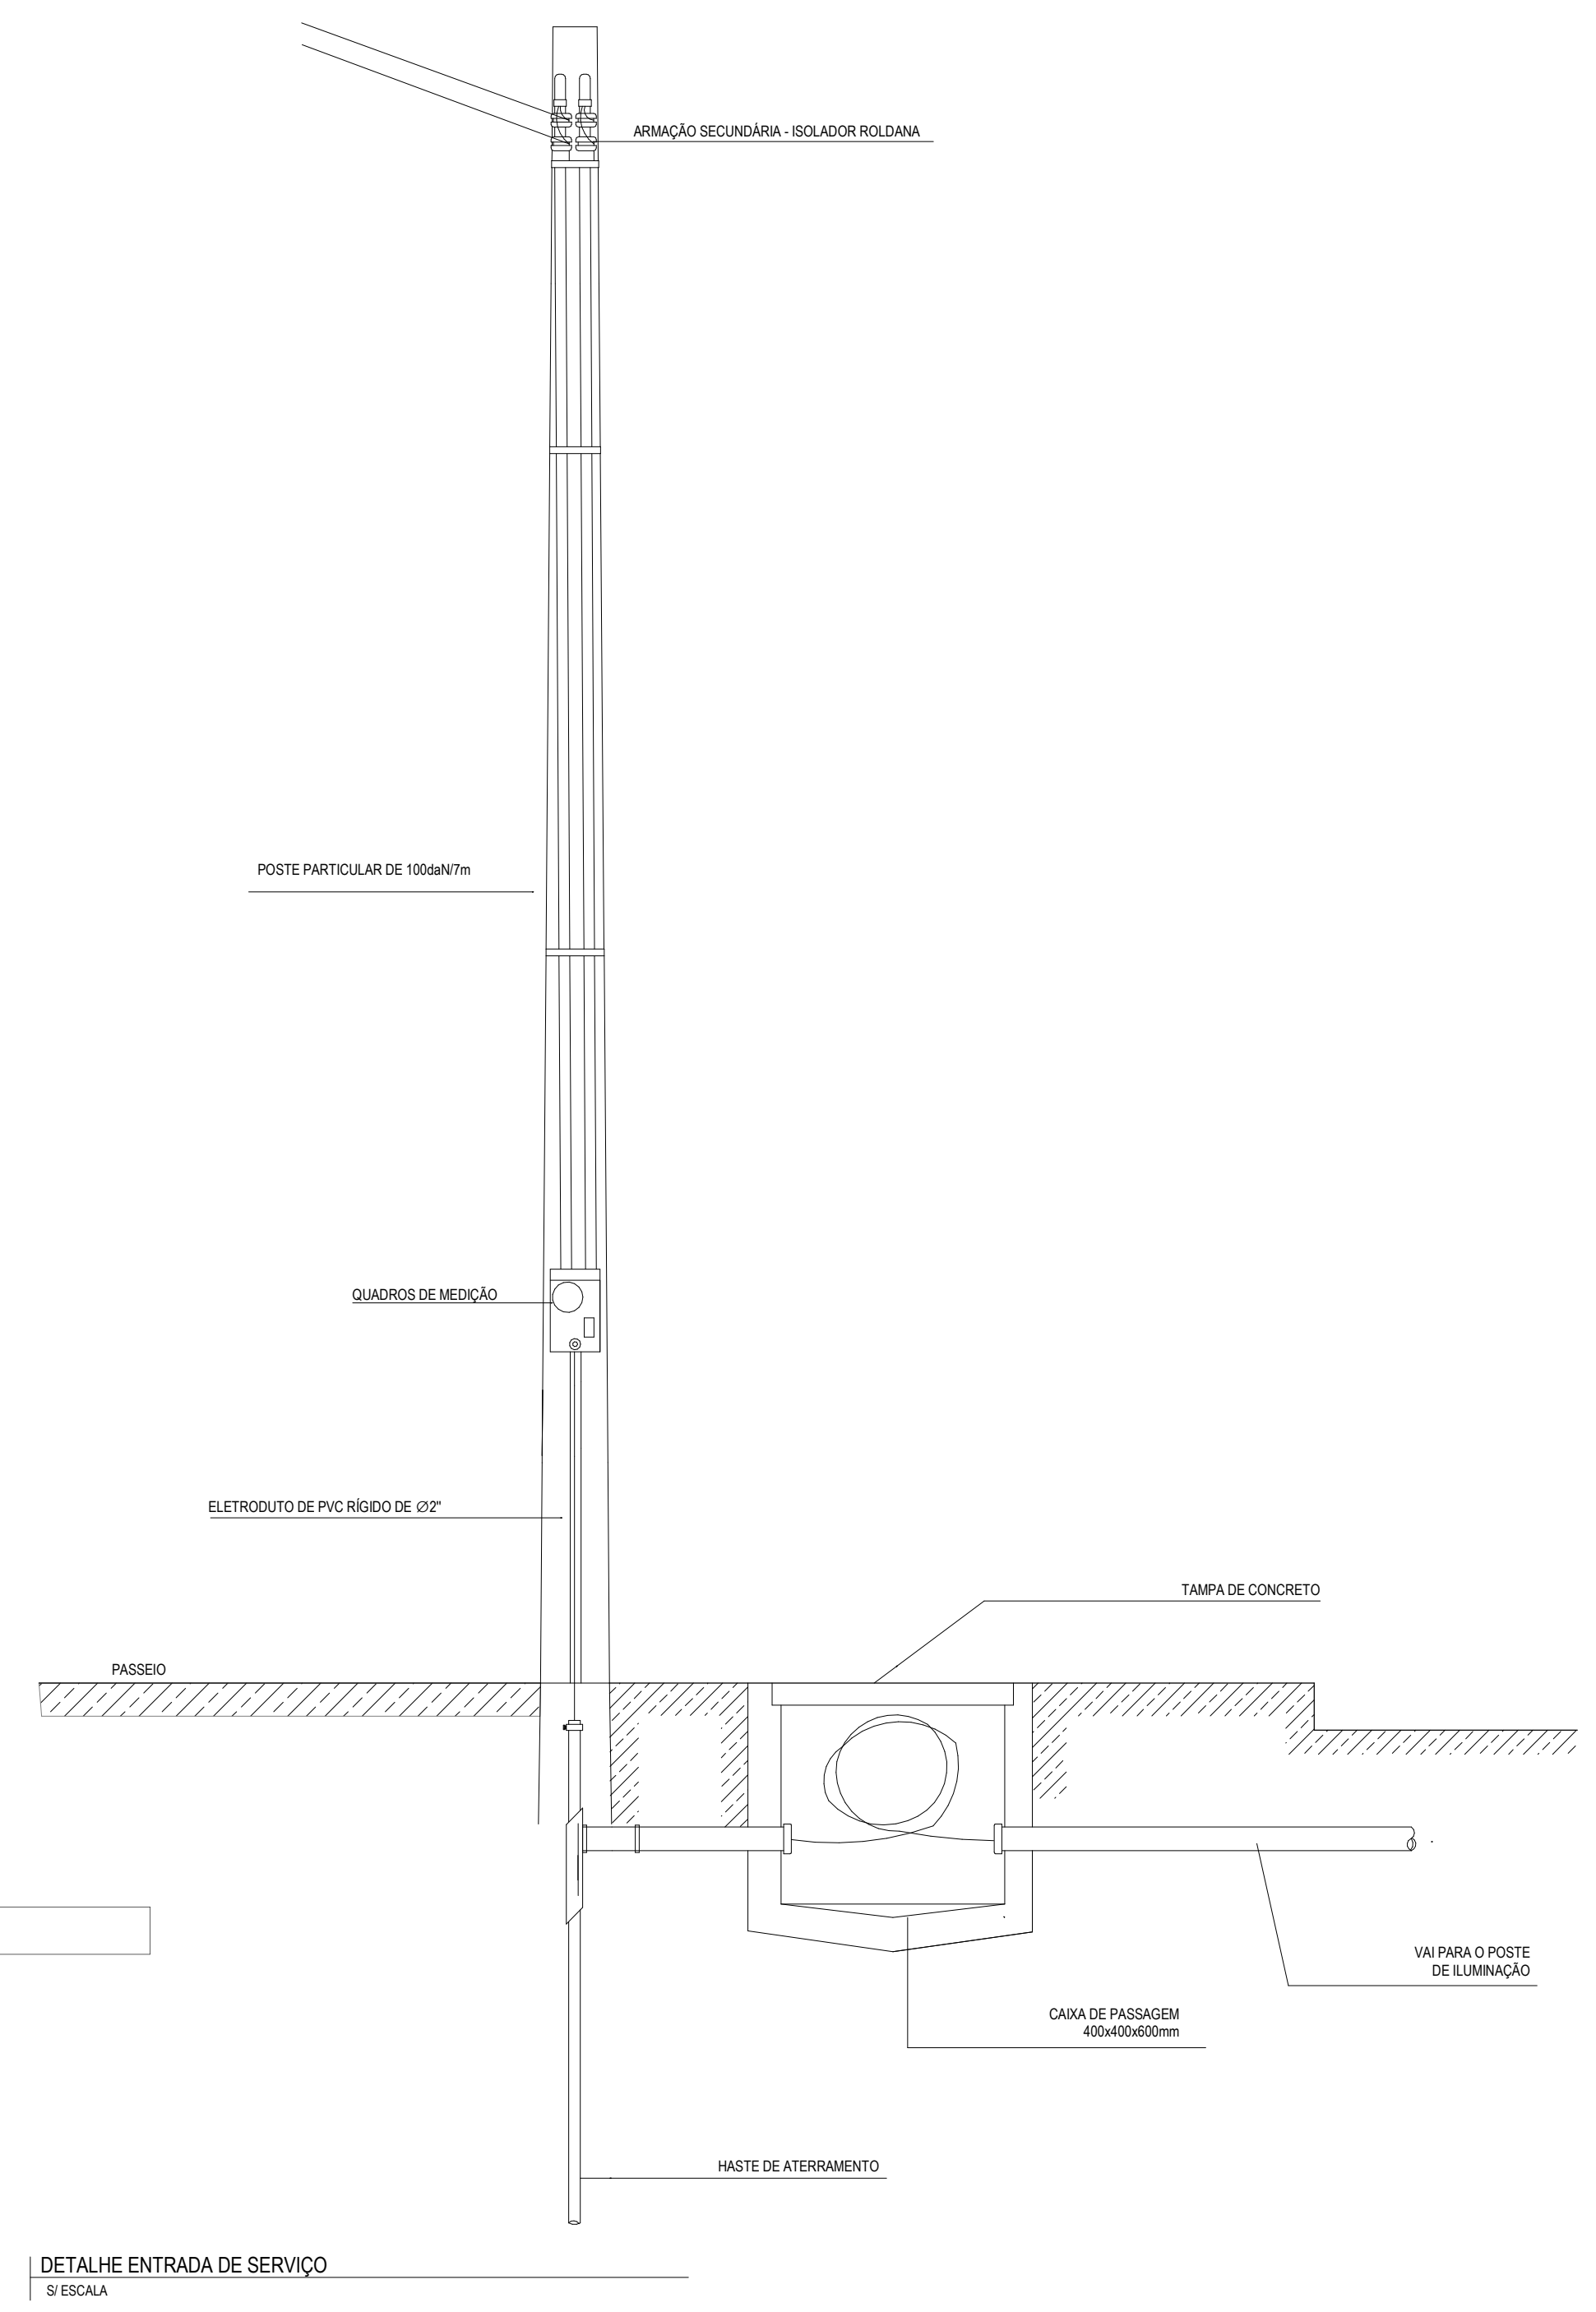 ARMAÇÃO SECUNDÁRIA - ISOLADOR ROLDANA
POSTE PARTICULAR DE 100daN/7m
QUADROS DE MEDIÇÃO
ELETRODUTO DE PVC RÍGIDO DE ∅2"
TAMPA DE CONCRETO
PASSEIO
VAI PARA O POSTE
DE ILUMINAÇÃO
CAIXA DE PASSAGEM
400x400x600mm
HASTE DE ATERRAMENTO
DETALHE ENTRADA DE SERVIÇO
S/ ESCALA